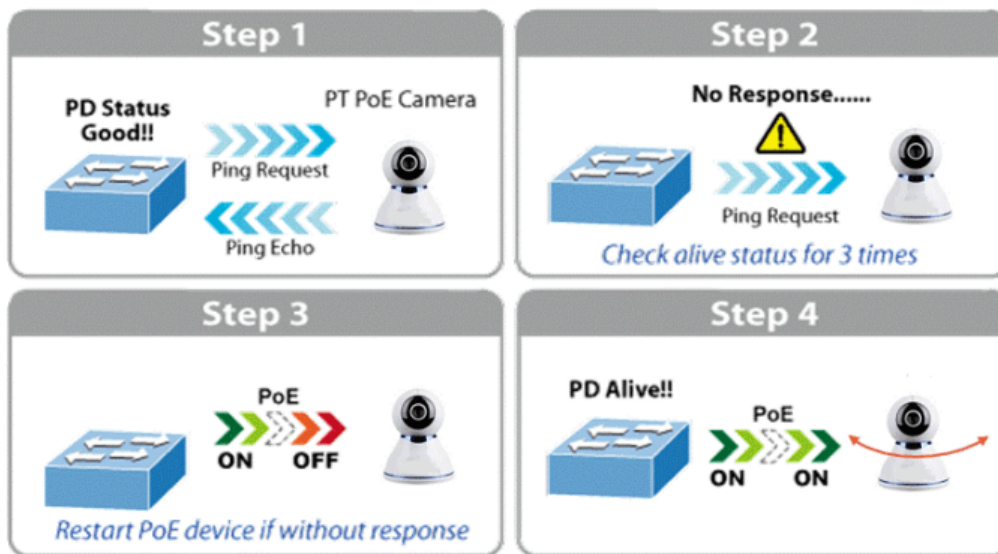 Step 1
PD Status
Good!!
PT PoE Camera
Ping Request
Ping Echo
Step 2
No Response......
Ping Request
Check alive status for 3 times
Step 3
PoE
ON OFF
Restart PoE device if without response
Step 4
PD Alive!!
PoE
ON ON